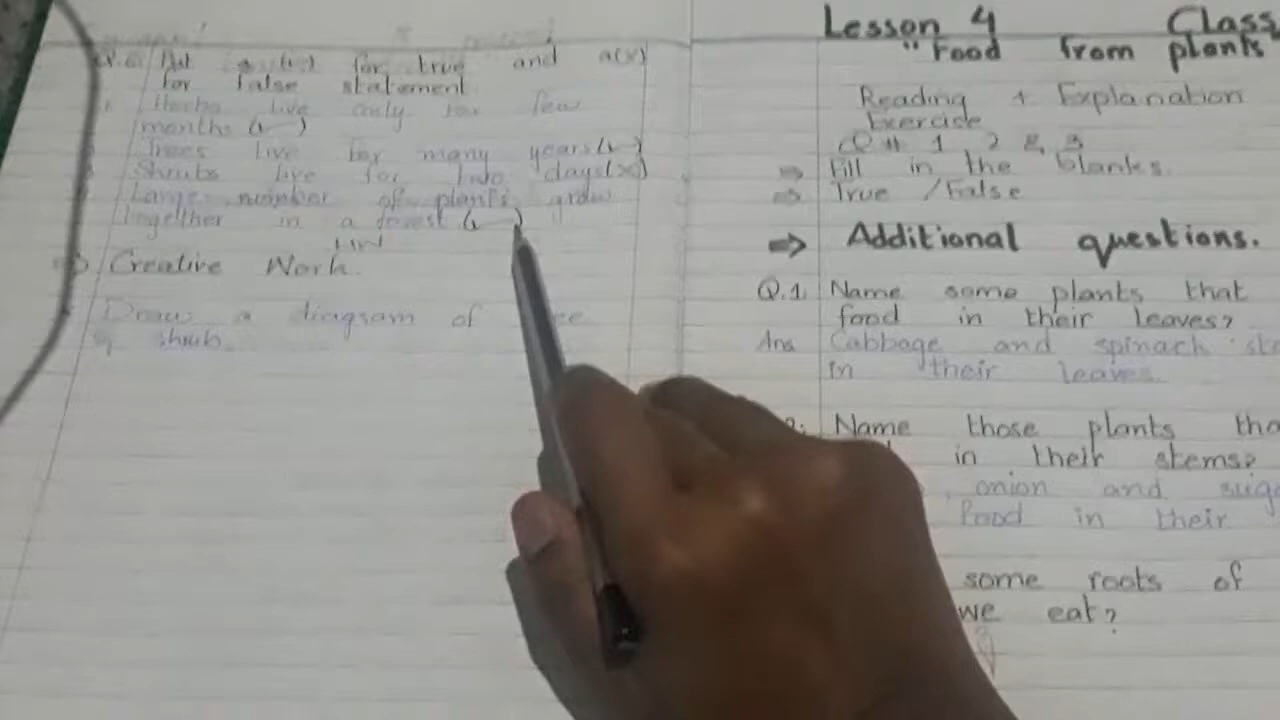 Put a (✓) for true and a(x)
for false statement
Herbs live only for few
months (✓)
Trees live for many years(✓)
Shrubs live for two days(x)
Large number of plants grow
together in a forest (✓)
HW
⇒ Creative Work.
Draw a diagram of
& shrub.
Lesson 4 Class
"Food from plants
Reading + Explanation
Exercise
Q# 1, 2 & 3
⇒ Fill in the blanks.
⇒ True / False
⇒ Additional questions.
Q.1. Name some plants that
food in their leaves?
Ans Cabbage and spinach
in their leaves.
Name those plants
in their stems?
onion and
food in their
some roots of
we eat?